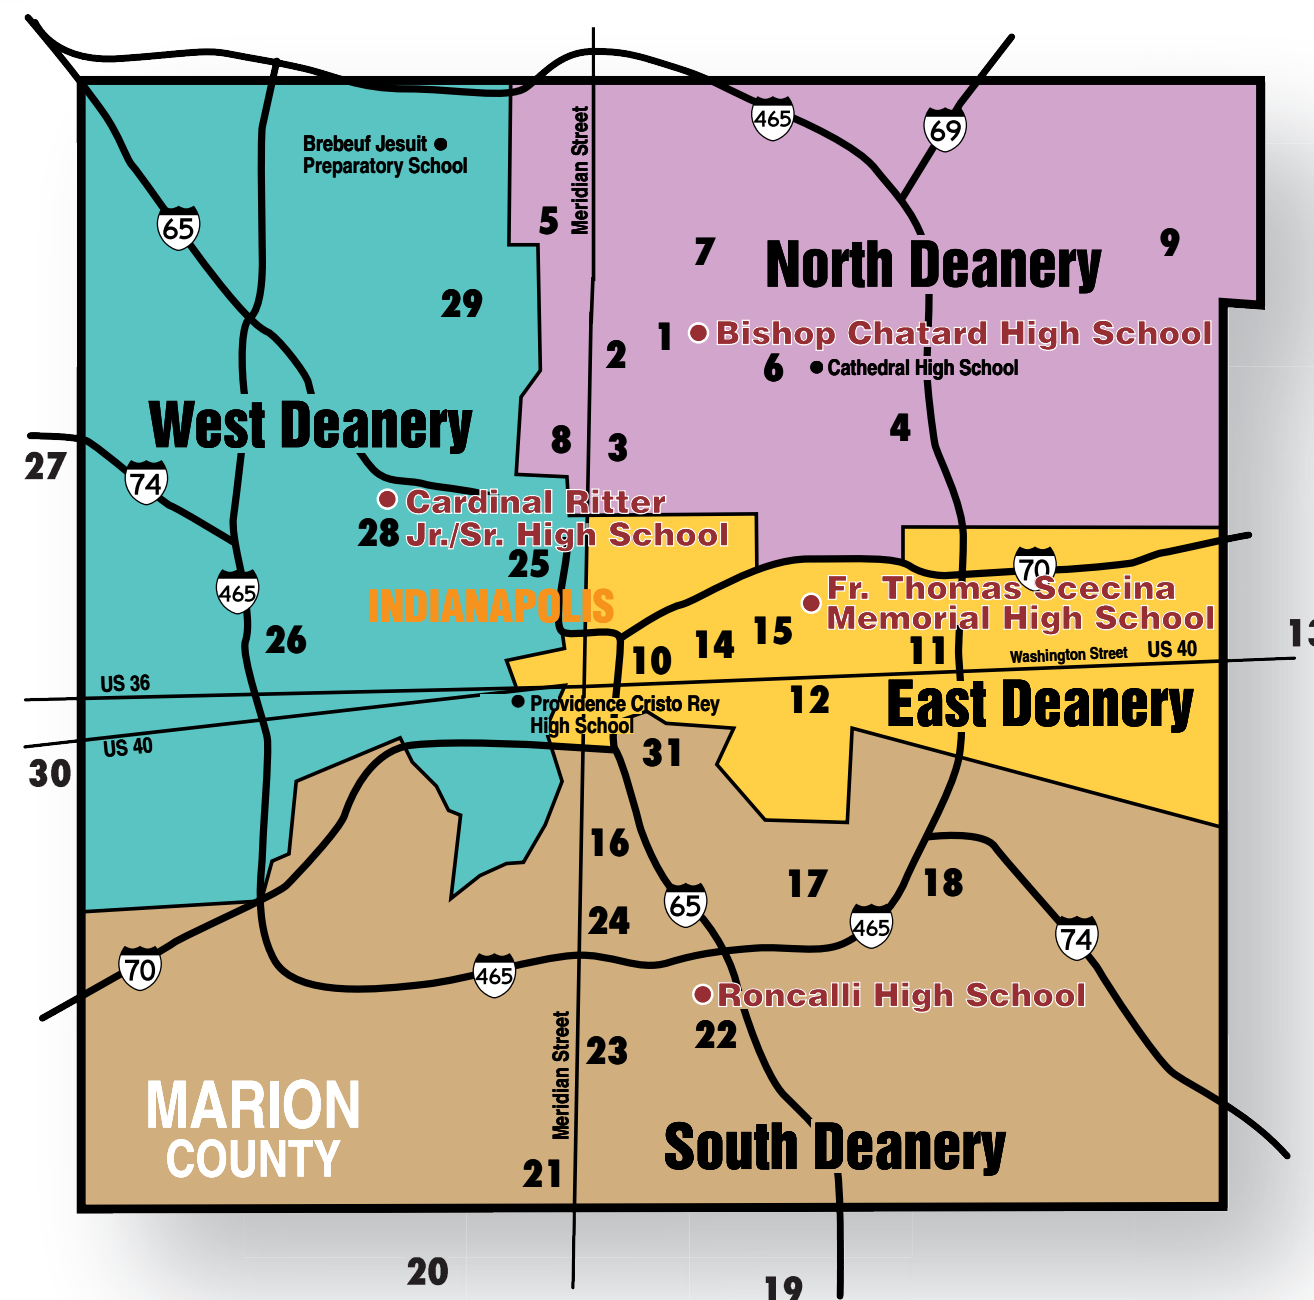 465
69
Meridian Street
Brebeuf Jesuit
Preparatory School
65
5
7
North Deanery
9
29
1
Bishop Chatard High School
2
6
Cathedral High School
West Deanery
4
8
3
27
74
Cardinal Ritter
28 Jr./Sr. High School
25
70
465
INDIANAPOLIS
Fr. Thomas Scecina
Memorial High School
15
14
26
10
11
Washington Street
US 40
13
US 36
12
East Deanery
Providence Cristo Rey
High School
US 40
30
31
16
17
18
65
24
465
74
70
465
Roncalli High School
22
23
Meridian Street
MARION
COUNTY
South Deanery
21
20
19